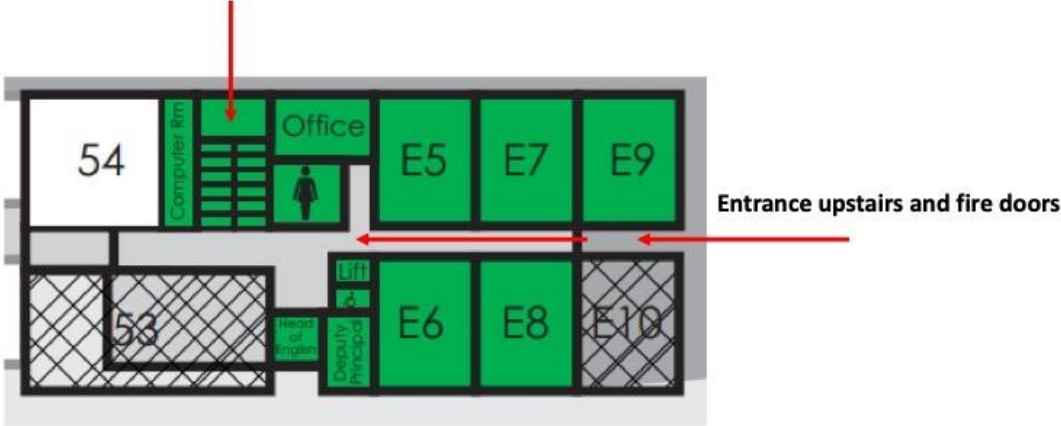 54
Computer Rm
Office
E5
E7
E9
Entrance upstairs and fire doors
53
Lift
Head
of
English
Deputy
Principal
E6
E8
E10